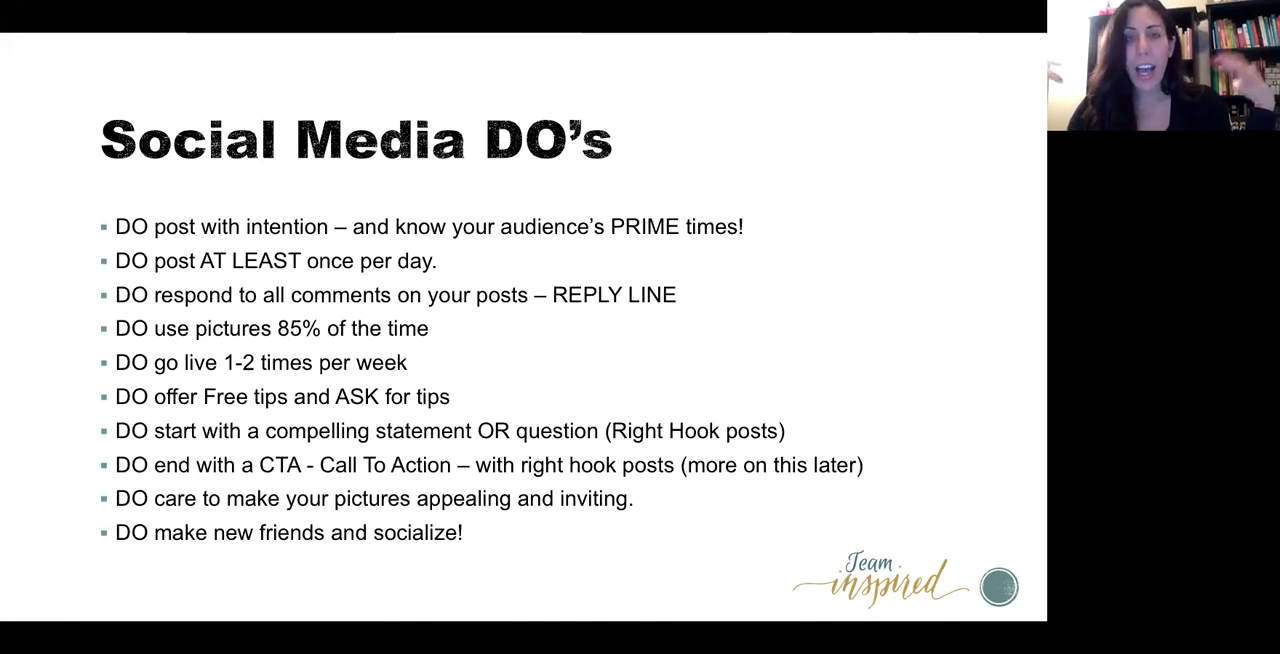 Social Media DO’s
DO post with intention – and know your audience’s PRIME times!
DO post AT LEAST once per day.
DO respond to all comments on your posts – REPLY LINE
DO use pictures 85% of the time
DO go live 1-2 times per week
DO offer Free tips and ASK for tips
DO start with a compelling statement OR question (Right Hook posts)
DO end with a CTA - Call To Action – with right hook posts (more on this later)
DO care to make your pictures appealing and inviting.
DO make new friends and socialize!
Team
inspired